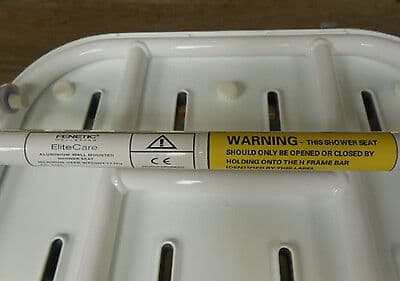 FENETIC
EliteCare
ALUMINIUM WALL MOUNTED
SHOWER SEAT
CE
WARNING - THIS SHOWER SEAT
SHOULD ONLY BE OPENED OR CLOSED BY
HOLDING ONTO THE H FRAME BAR
IDENTIFIED BY THIS LABEL